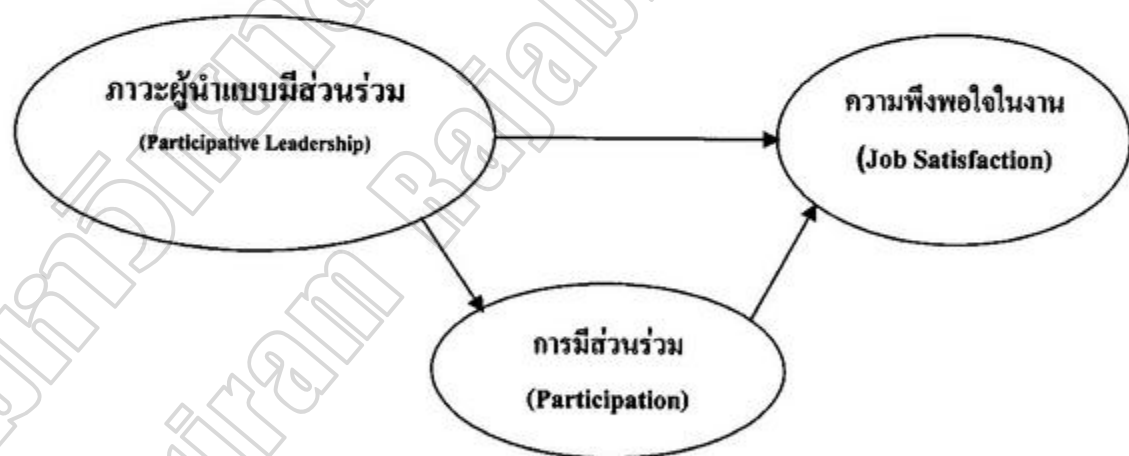 ภาวะผู้นำแบบมีส่วนร่วม
(Participative Leadership)
ความพึงพอใจในงาน
(Job Satisfaction)
การมีส่วนร่วม
(Participation)